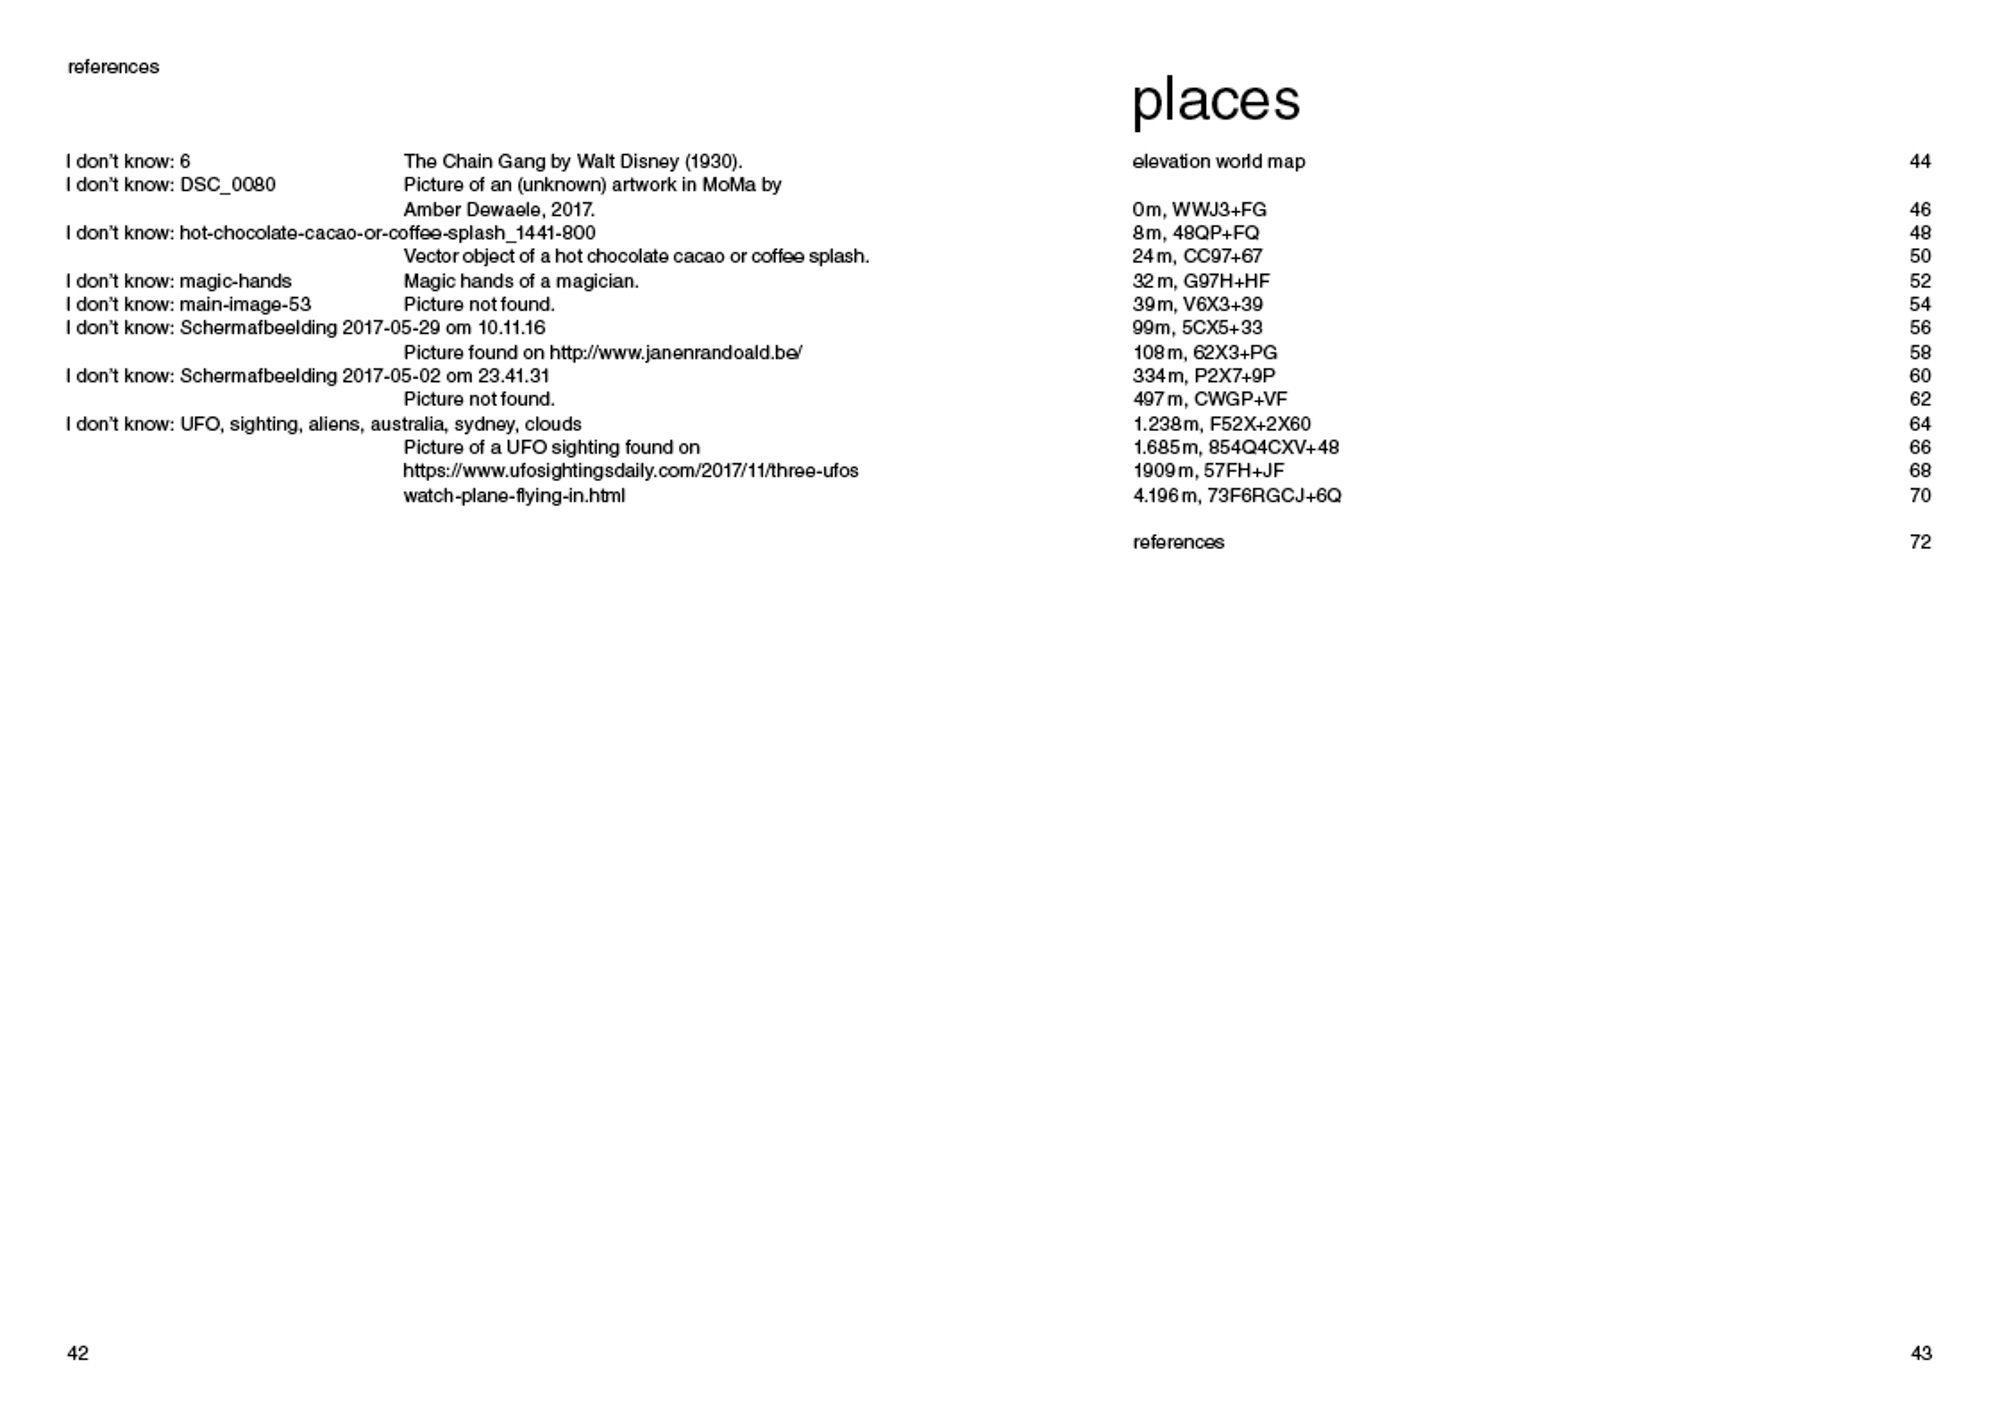 references
I don't know: 6 The Chain Gang by Walt Disney (1930).
I don't know: DSC_0080 Picture of an (unknown) artwork in MoMa by
Amber Dewaele, 2017.
I don't know: hot-chocolate-cacao-or-coffee-splash_1441-800
Vector object of a hot chocolate cacao or coffee splash.
I don't know: magic-hands Magic hands of a magician.
I don't know: main-image-53 Picture not found.
I don't know: Schermafbeelding 2017-05-29 om 10.11.16
Picture found on http://www.janenrandoald.be/
I don't know: Schermafbeelding 2017-05-02 om 23.41.31
Picture not found.
I don't know: UFO, sighting, aliens, australia, sydney, clouds
Picture of a UFO sighting found on
https://www.ufosightingsdaily.com/2017/11/three-ufos
watch-plane-flying-in.html
42
places
elevation world map 44
0m, WWJ3+FG 46
8m, 48QP+FQ 48
24m, CC97+67 50
32m, G97H+HF 52
39m, V6X3+39 54
99m, 5CX5+33 56
108m, 62X3+PG 58
334m, P2X7+9P 60
497m, CWGP+VF 62
1.238m, F52X+2X60 64
1.685m, 854Q4CXV+48 66
1909m, 57FH+JF 68
4.196m, 73F6RGCJ+6Q 70
references 72
43